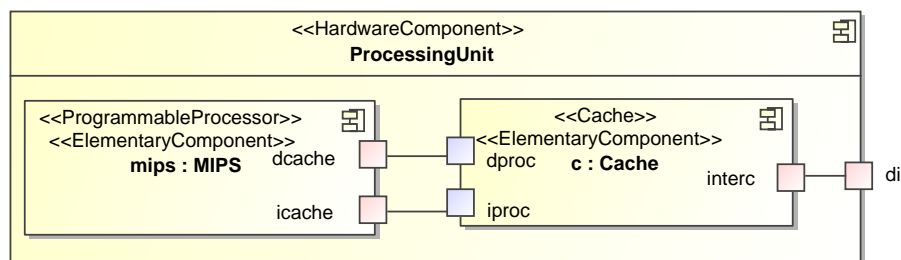 <<HardwareComponent>>
ProcessingUnit
<<ProgrammableProcessor>>
<<ElementaryComponent>>
mips : MIPS
dcache
icache
<<Cache>>
<<ElementaryComponent>>
c : Cache
dproc
iproc
interc
di